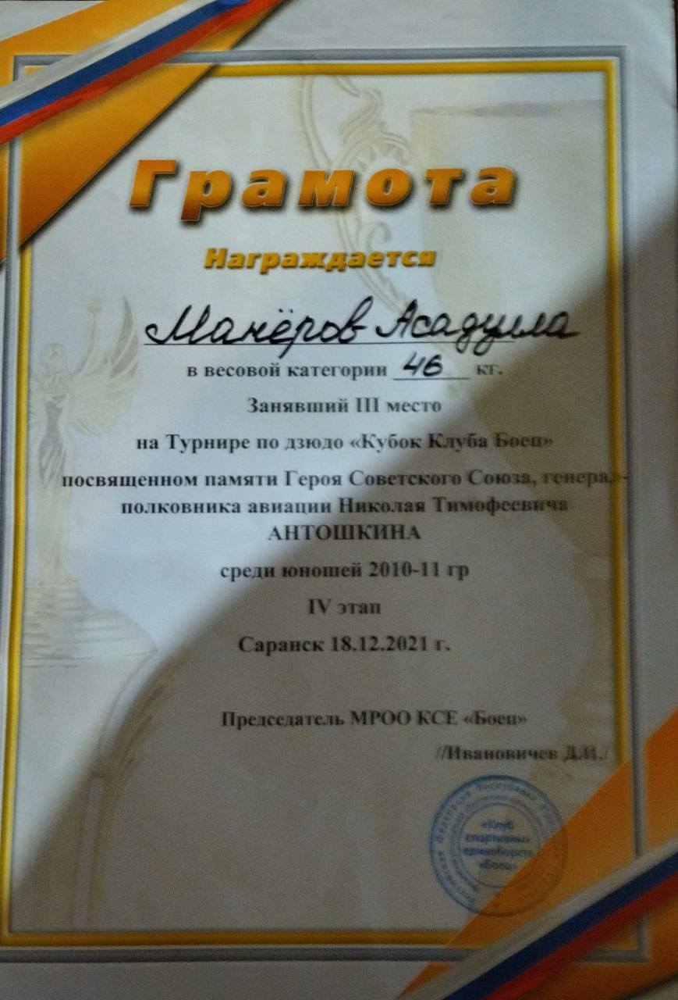 Грамота
Награждается
Манёров Асадулла
в весовой категории 46 кг.
Занявший III место
на Турнире по дзюдо «Кубок Клуба Боец»
посвященном памяти Героя Советского Союза, генерал-
полковника авиации Николая Тимофеевича
АНТОШКИНА
среди юношей 2010-11 гр
IV этап
Саранск 18.12.2021 г.
Председатель МРОО КСЕ «Боец»
//Ивановичев Д.И./
«Клуб
спортивных
единоборств
«Боец»